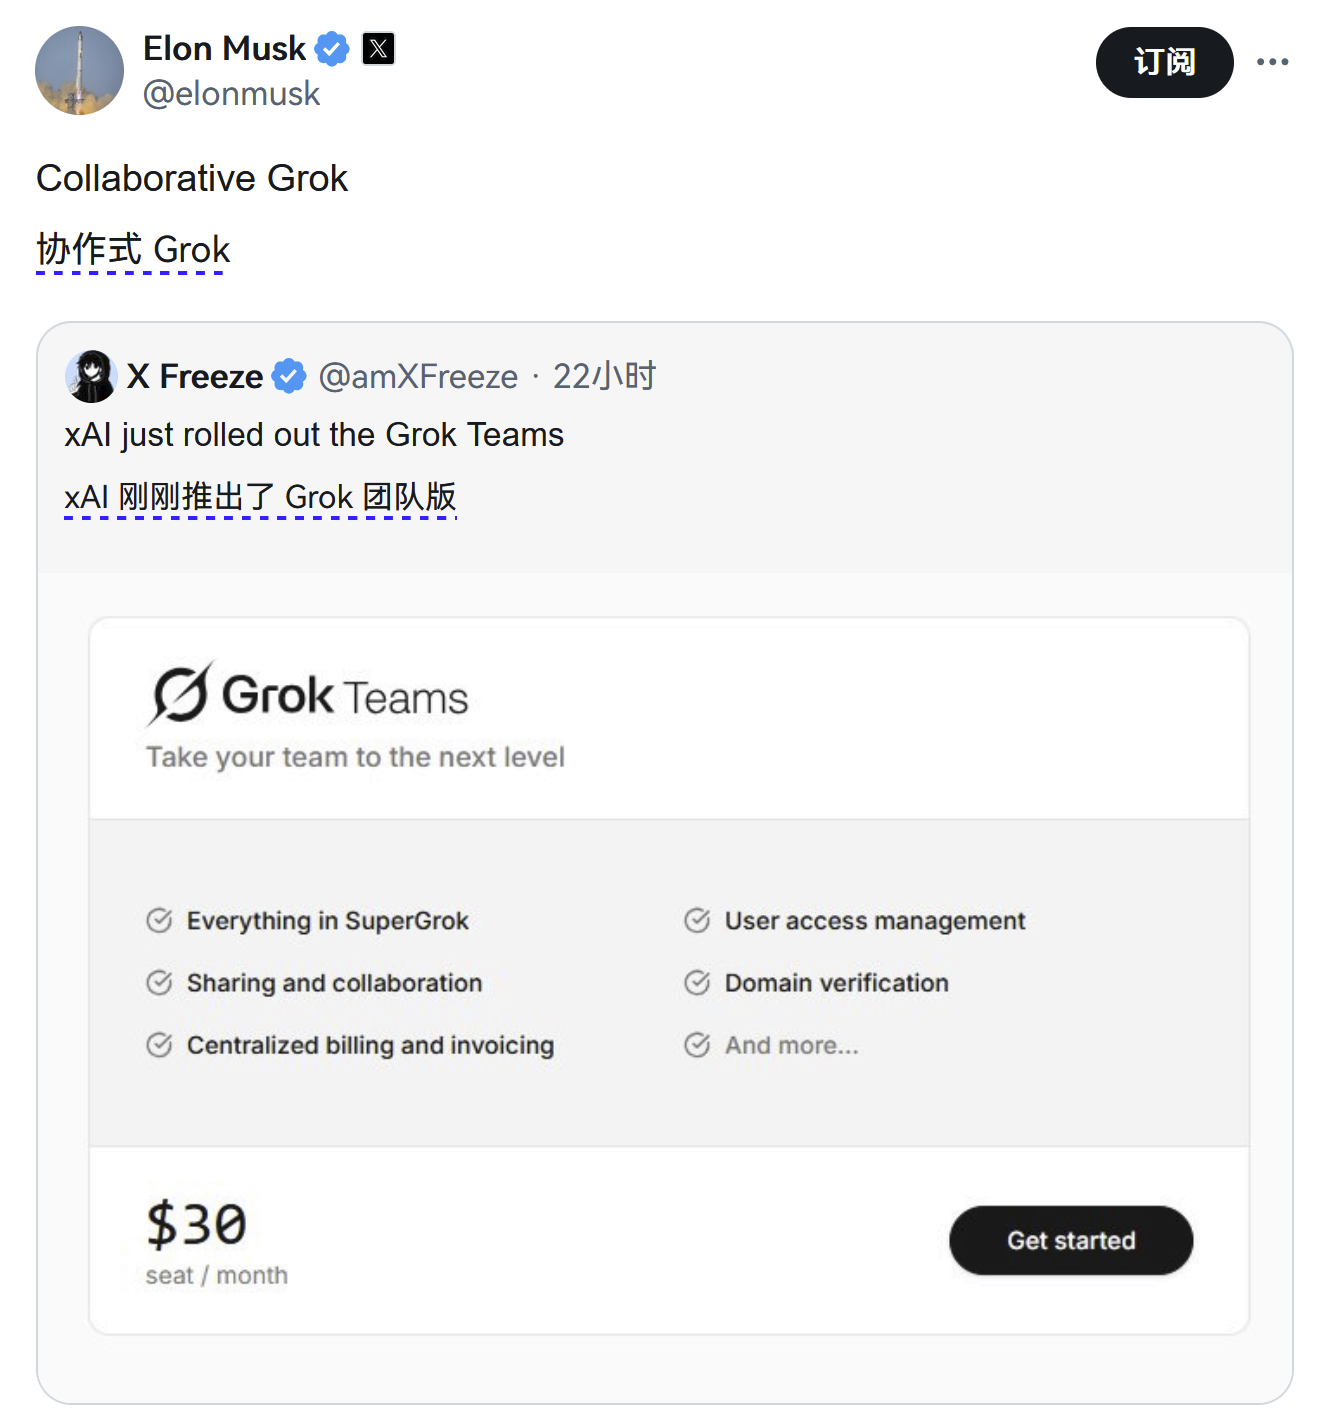 Elon Musk
订阅
@elonmusk
Collaborative Grok
协作式 Grok
X Freeze @amXFreeze · 22小时
xAI just rolled out the Grok Teams
xAI 刚刚推出了 Grok 团队版
Grok Teams
Take your team to the next level
Everything in SuperGrok
Sharing and collaboration
Centralized billing and invoicing
User access management
Domain verification
And more...
$30
seat / month
Get started